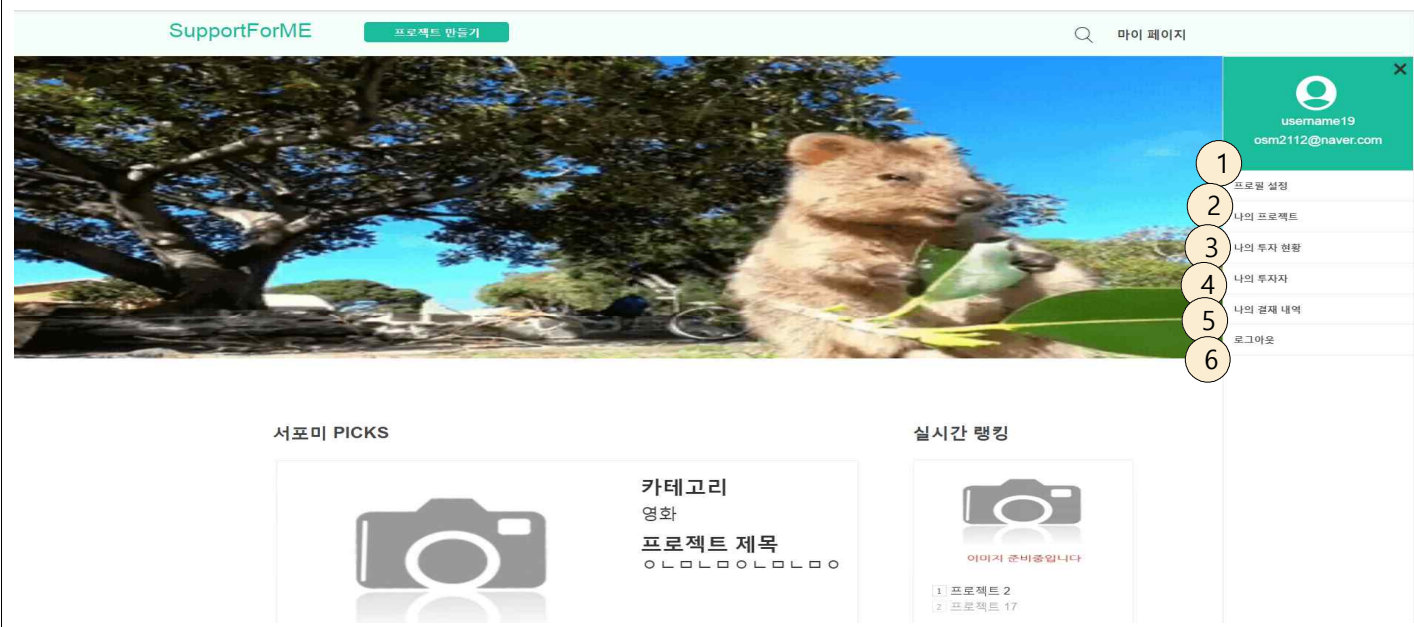 SupportForME
프로젝트 만들기
마이 페이지
username19
osm2112@naver.com
1
프로필 설정
2
나의 프로젝트
3
나의 투자 현황
4
나의 투자자
5
나의 결재 내역
6
로그아웃
서포미 PICKS
카테고리
영화
프로젝트 제목
ㅇㄴㅁㄴㅁㅇㄴㅁㄴㅁㅇ
실시간 랭킹
이미지 준비중입니다
1 프로젝트 2
2 프로젝트 17